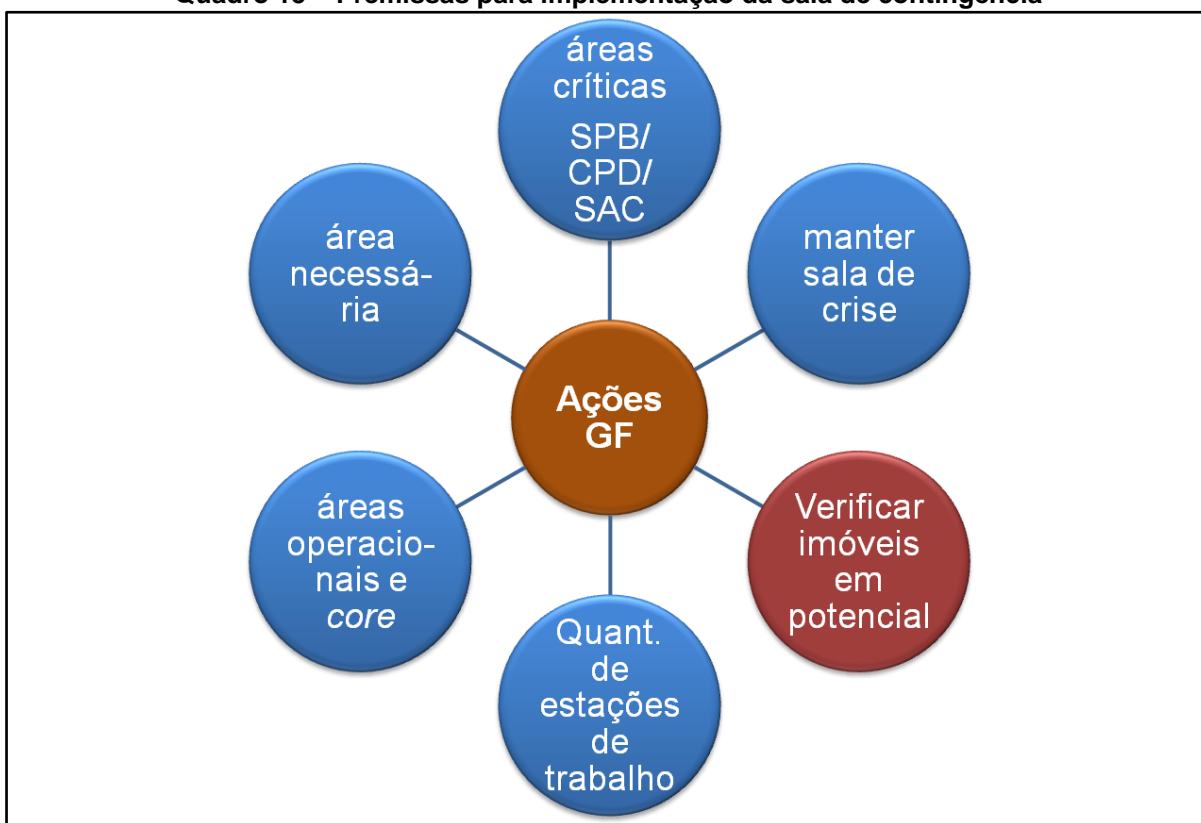 áreas
críticas
SPB/
CPD/
SAC
manter
sala de
crise
Verificar
imóveis
em
potencial
Quant.
de
estações
de
trabalho
áreas
operacio-
nais e
core
área
necessá-
ria
Ações
GF